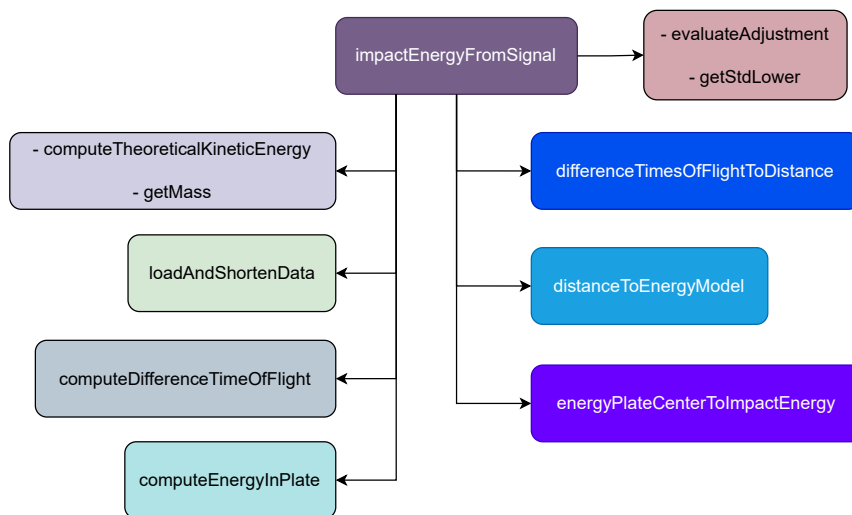 impactEnergyFromSignal
- evaluateAdjustment
- getStdLower
- computeTheoreticalKineticEnergy
- getMass
differenceTimesOfFlightToDistance
loadAndShortenData
distanceToEnergyModel
computeDifferenceTimeOfFlight
energyPlateCenterToImpactEnergy
computeEnergyInPlate